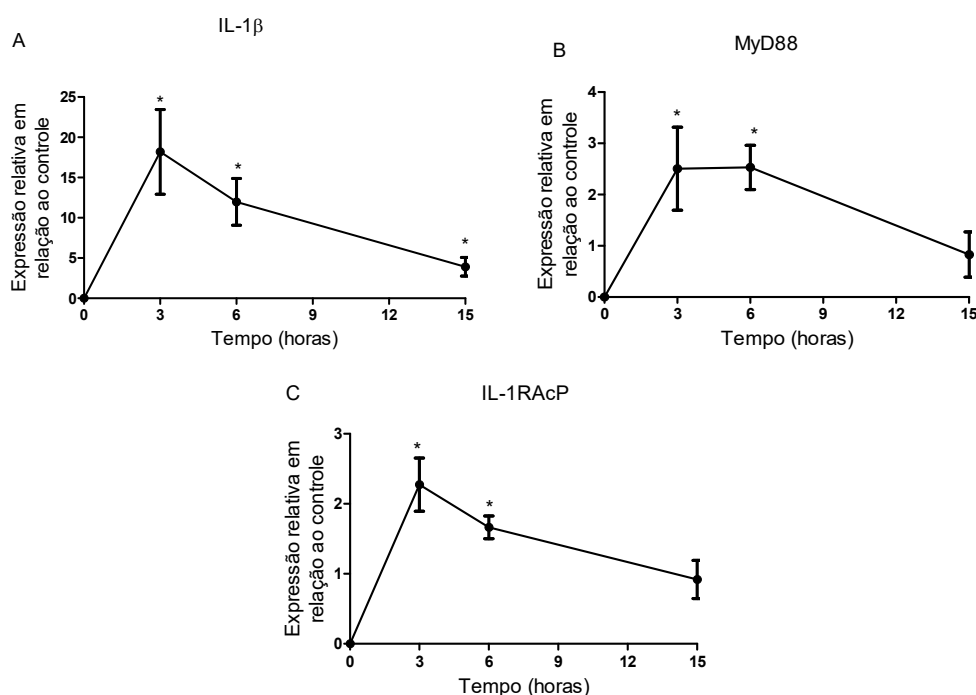 A
IL-1β
Expressão relativa em
relação ao controle
25
20
15
10
5
0
*
*
*
0 3 6 9 12 15
Tempo (horas)
B
MyD88
Expressão relativa em
relação ao controle
4
3
2
1
0
*
*
0 3 6 9 12 15
Tempo (horas)
C
IL-1RAcP
Expressão relativa em
relação ao controle
3
2
1
0
*
*
0 3 6 9 12 15
Tempo (horas)